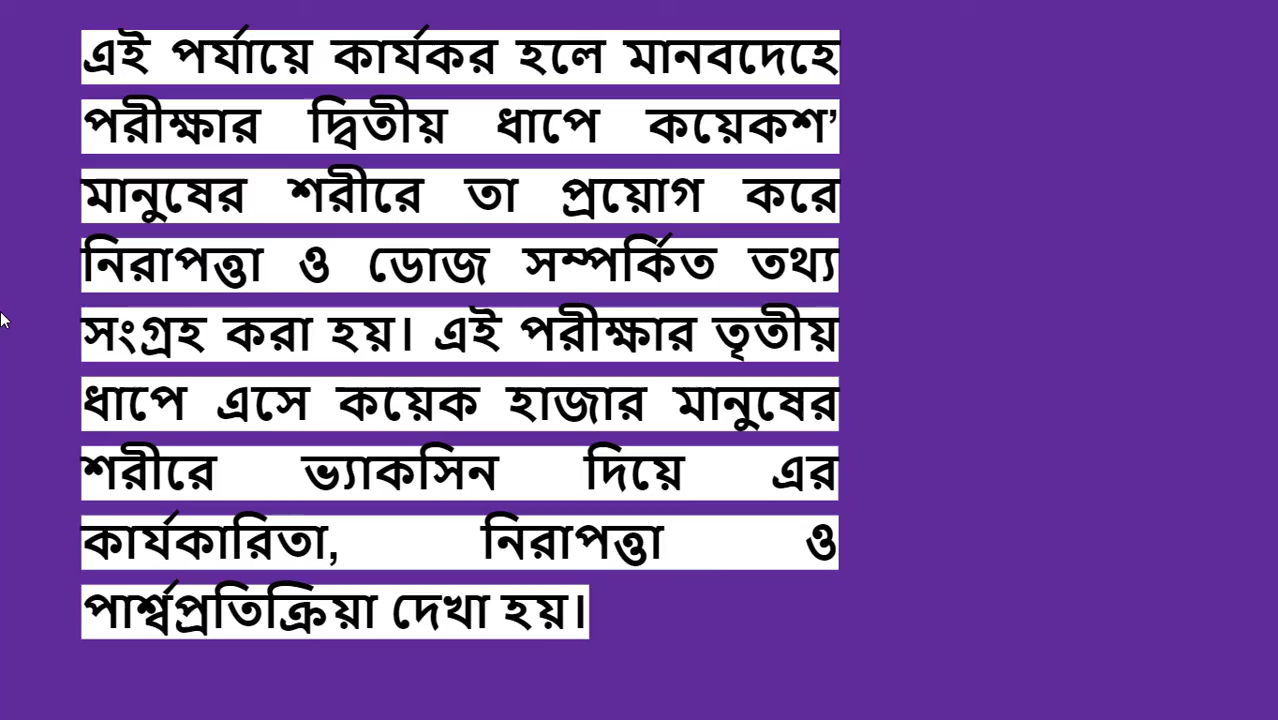 এই পর্যায়ে কার্যকর হলে মানবদেহে
পরীক্ষার দ্বিতীয় ধাপে কয়েকশ’
মানুষের শরীরে তা প্রয়োগ করে
নিরাপত্তা ও ডোজ সম্পর্কিত তথ্য
সংগ্রহ করা হয়। এই পরীক্ষার তৃতীয়
ধাপে এসে কয়েক হাজার মানুষের
শরীরে ভ্যাকসিন দিয়ে এর
কার্যকারিতা, নিরাপত্তা ও
পার্শ্বপ্রতিক্রিয়া দেখা হয়।